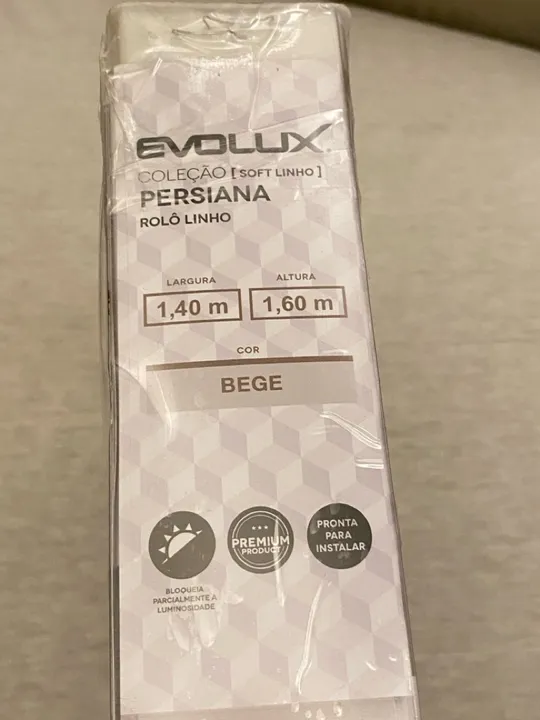 EVOLUX
COLEÇÃO [ SOFT LINHO ]
PERSIANA
ROLÔ LINHO
LARGURA
ALTURA
1,40 m
1,60 m
COR
BEGE
PREMIUM
PRODUCT
PRONTA
PARA
INSTALAR
BLOQUEIA
PARCIALMENTE A
LUMINOSIDADE